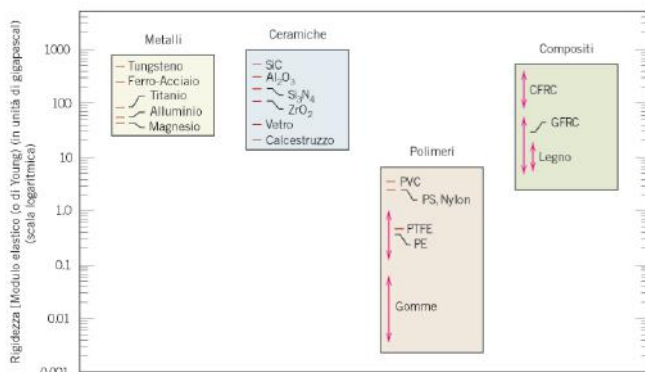 Rigidezza [Modulo elastico (o di Young) (in unità di gigapascal)
(scala logaritmica)
1000
100
10
1.0
0.1
0.01
0.001
Metalli
Tungsteno
Ferro-Acciaio
Titanio
Alluminio
Magnesio
Ceramiche
SiC
Al₂O₃
Si₃N₄
ZrO₂
Vetro
Calcestruzzo
Polimeri
PVC
PS, Nylon
PTFE
PE
Gomme
Compositi
CFRC
GFRC
Legno